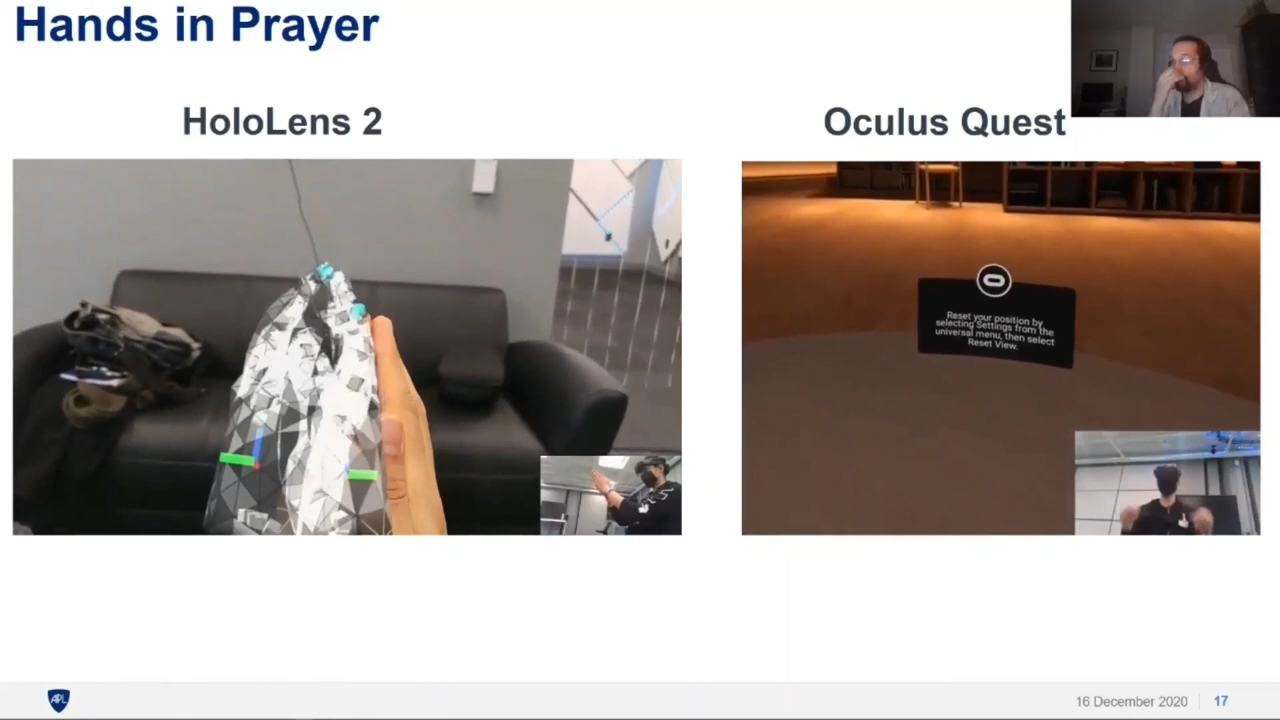 Hands in Prayer
HoloLens 2
Oculus Quest
Reset your position by
selecting Settings from the
universal menu, then select
Reset View.
APL
16 December 2020
17